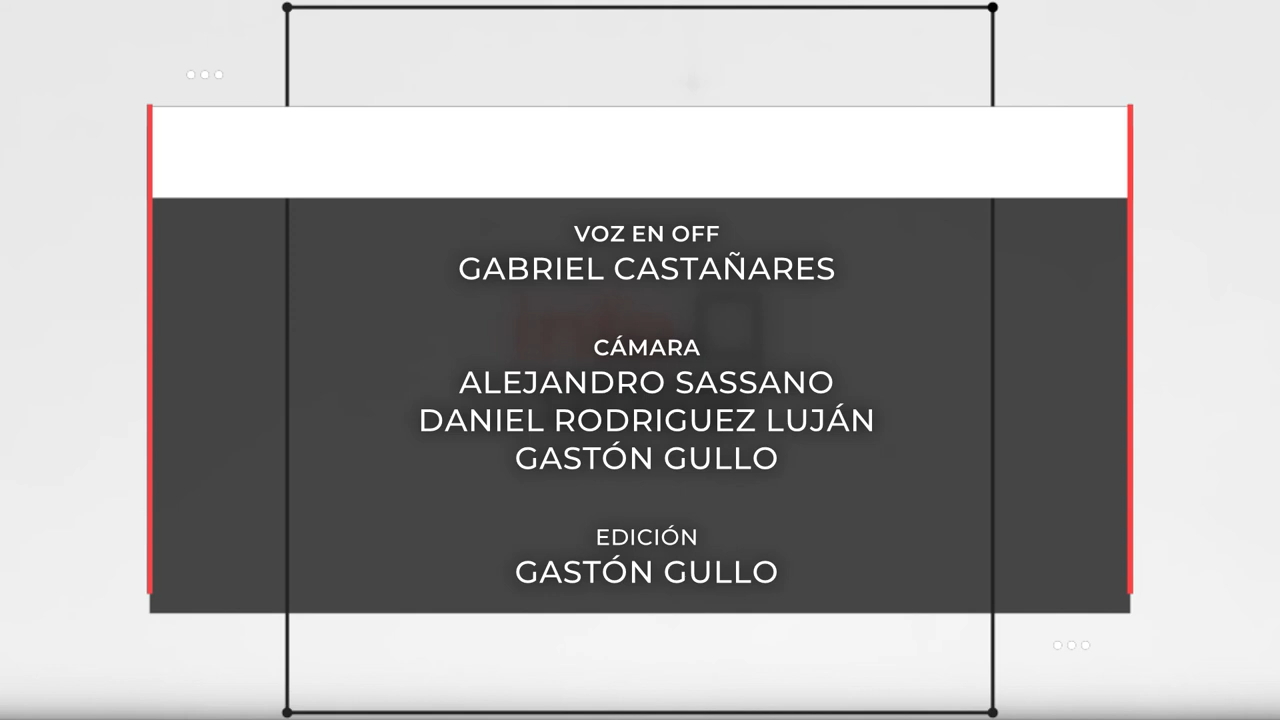 VOZ EN OFF
GABRIEL CASTAÑARES
CÁMARA
ALEJANDRO SASSANO
DANIEL RODRIGUEZ LUJÁN
GASTÓN GULLO
EDICIÓN
GASTÓN GULLO